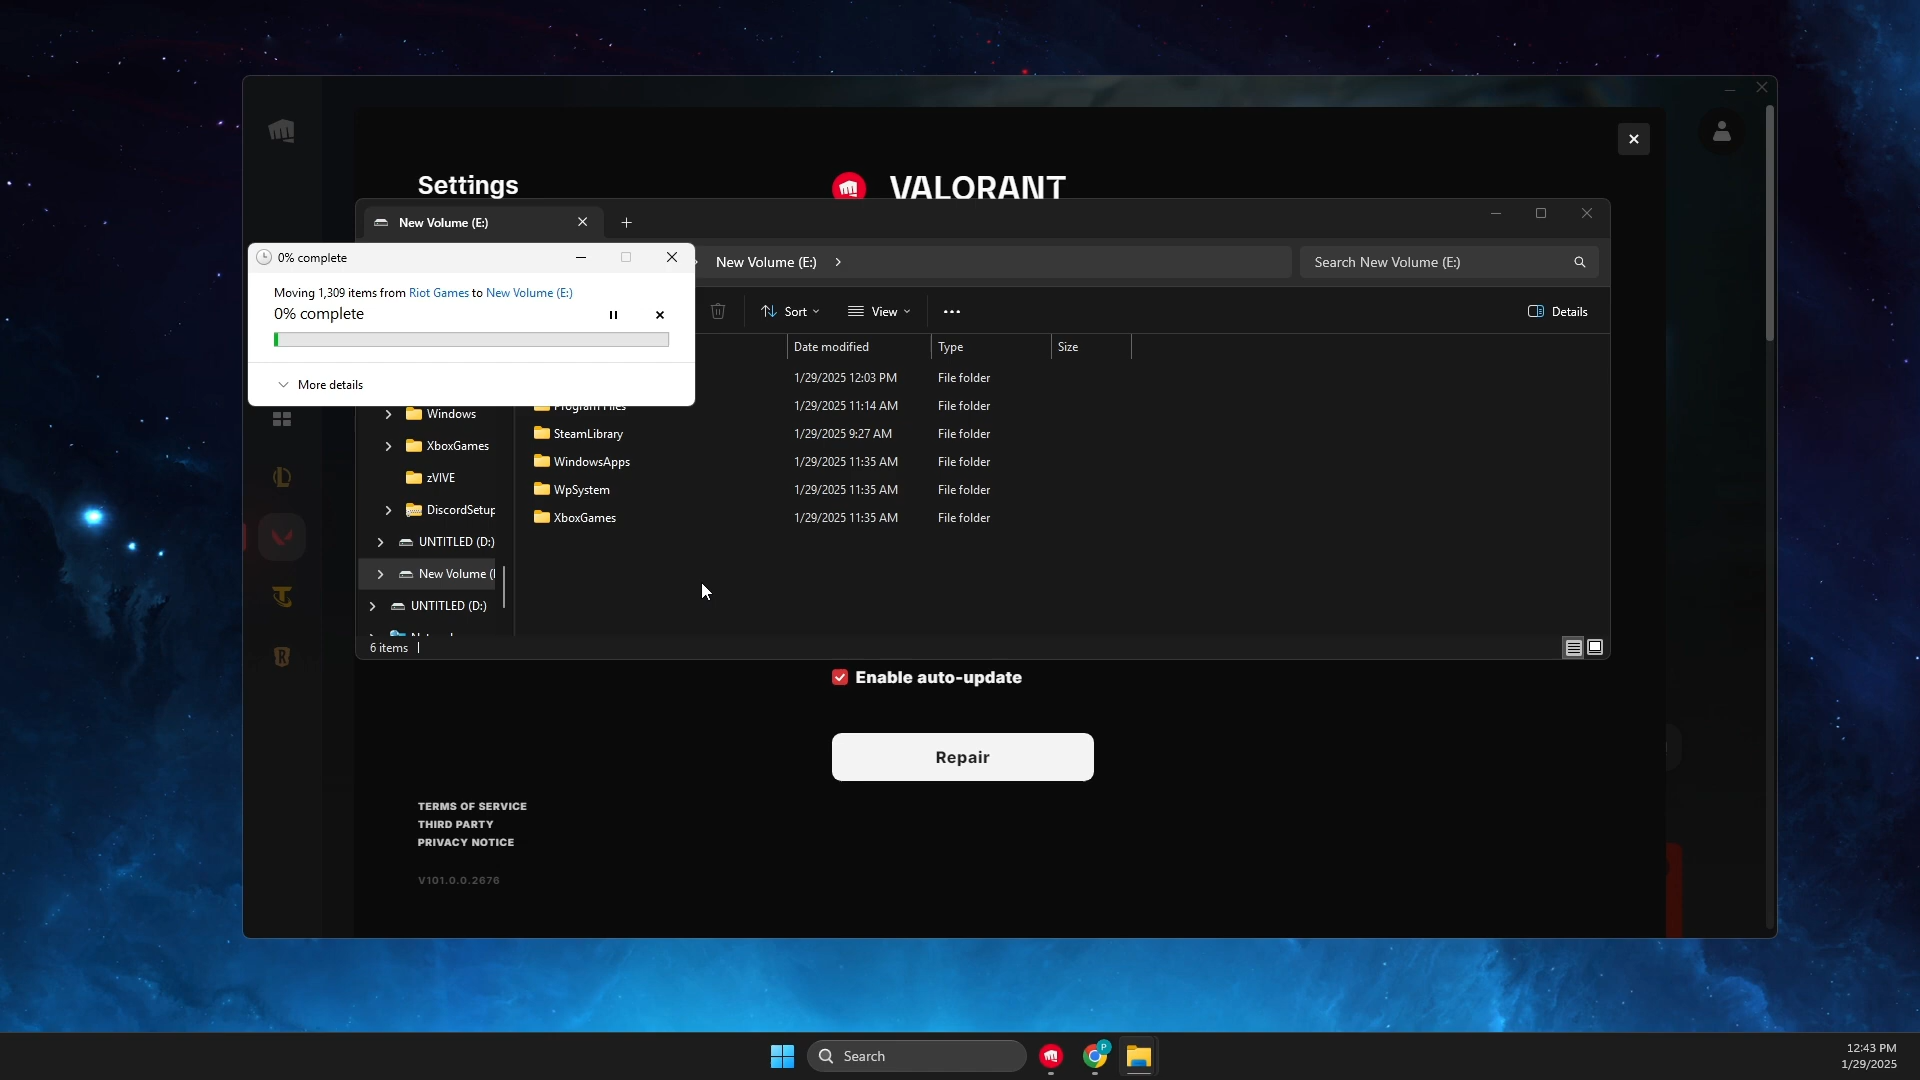 Settings
VALORANT
New Volume (E:)
0% complete
New Volume (E:)
Search New Volume (E:)
Moving 1,309 items from Riot Games to New Volume (E:)
0% complete
Sort
View
Details
Date modified
Type
Size
More details
1/29/2025 12:03 PM
File folder
Windows
Program Files
1/29/2025 11:14 AM
File folder
XboxGames
SteamLibrary
1/29/2025 9:27 AM
File folder
zVIVE
WindowsApps
1/29/2025 11:35 AM
File folder
DiscordSetup
WpSystem
1/29/2025 11:35 AM
File folder
UNTITLED (D:)
XboxGames
1/29/2025 11:35 AM
File folder
New Volume (
UNTITLED (D:)
6 items
Enable auto-update
Repair
TERMS OF SERVICE
THIRD PARTY
PRIVACY NOTICE
V101.0.0.2676
Search
P
12:43 PM
1/29/2025